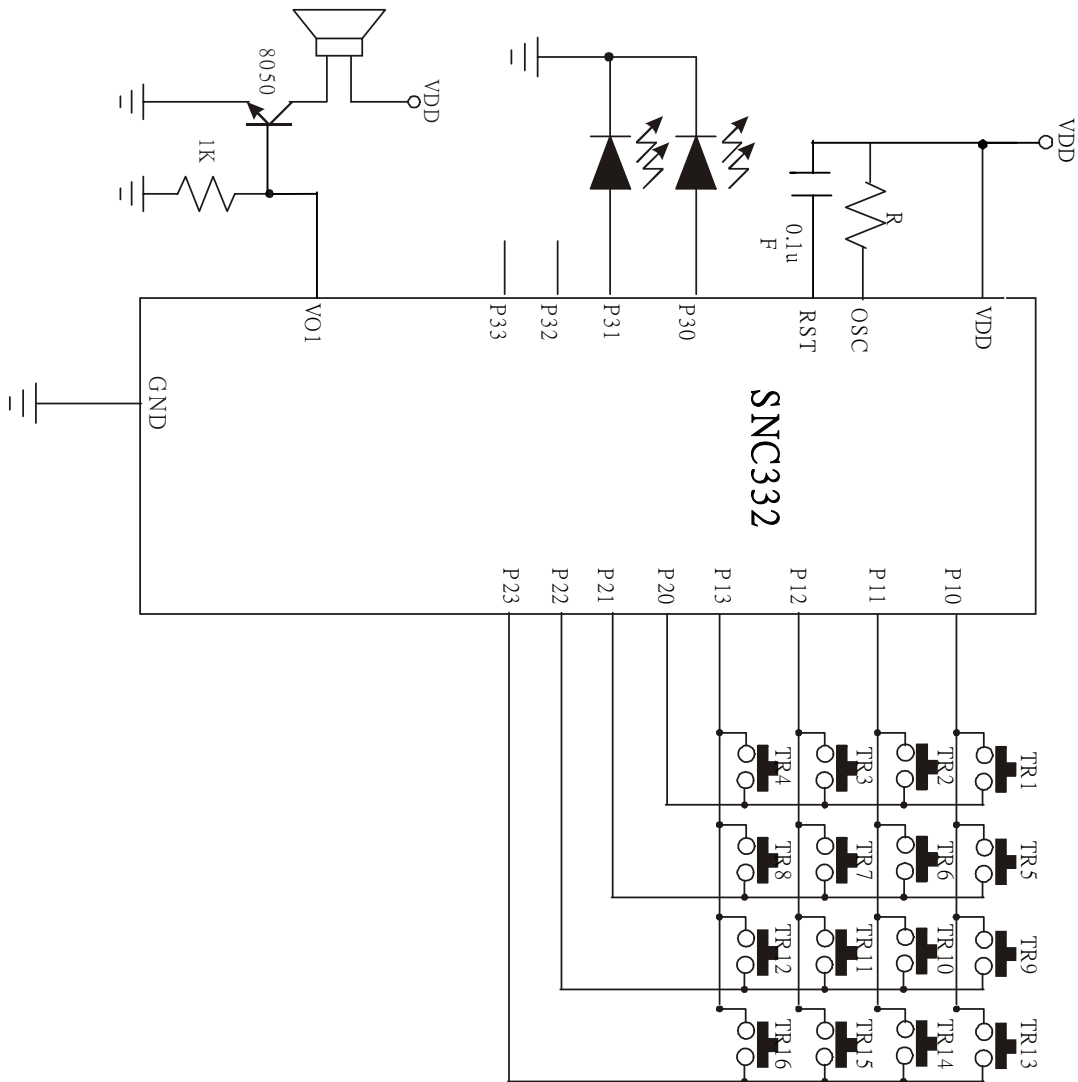 8050
VDD
1K
VDD
R
0.1u
F
VO1
P33
P32
P31
P30
RST
OSC
VDD
GND
SNC332
P23
P22
P21
P20
P13
P12
P11
P10
TR4
TR3
TR2
TR1
TR8
TR7
TR6
TR5
TR12
TR11
TR10
TR9
TR16
TR15
TR14
TR13